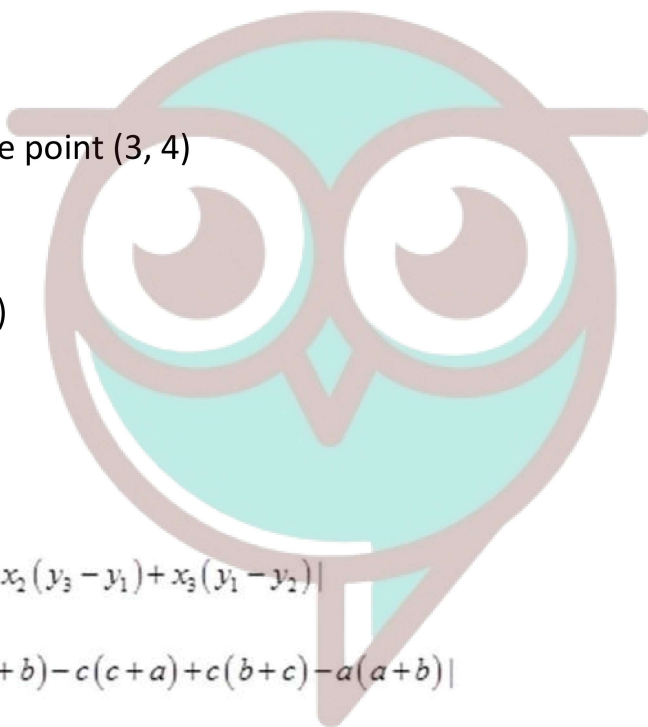 e point (3, 4)
)
x₂(y₃ − y₁) + x₃(y₁ − y₂)|
+b)−c(c+a)+c(b+c)−a(a+b)|